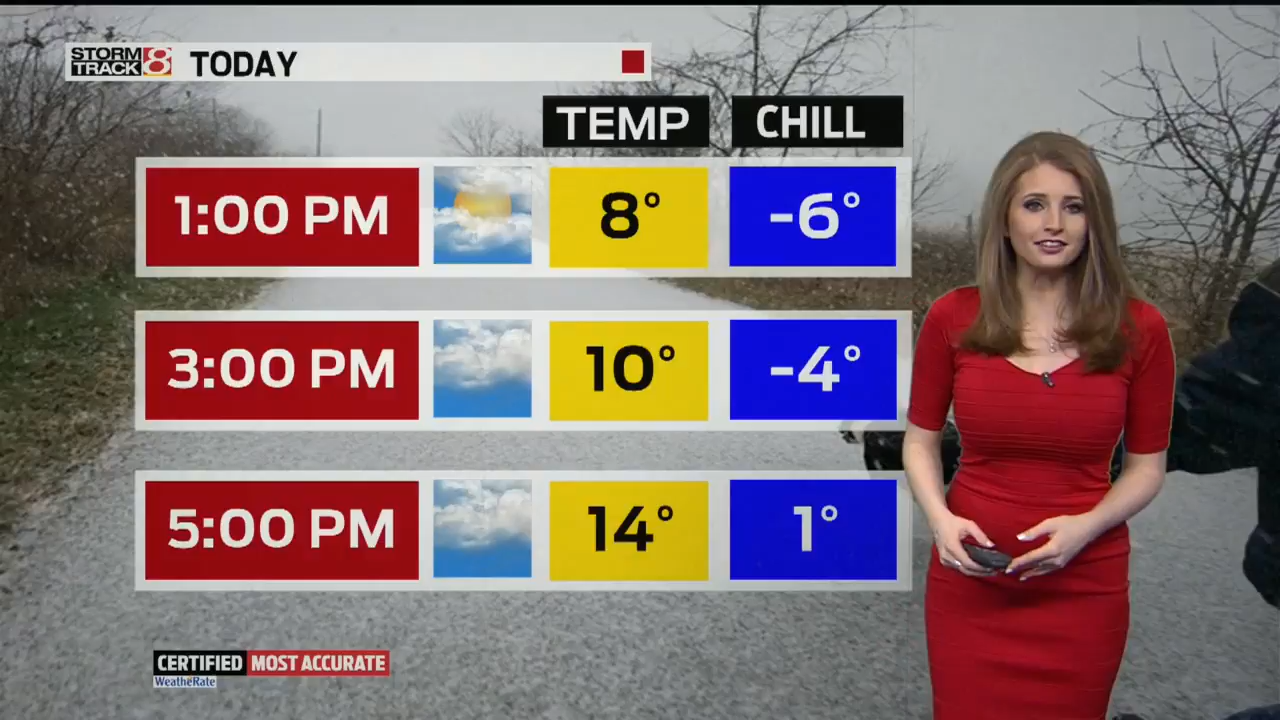 STORM
TRACK 8 TODAY
TEMP CHILL
1:00 PM 8° -6°
3:00 PM 10° -4°
5:00 PM 14° 1°
CERTIFIED MOST ACCURATE
WeatheRate